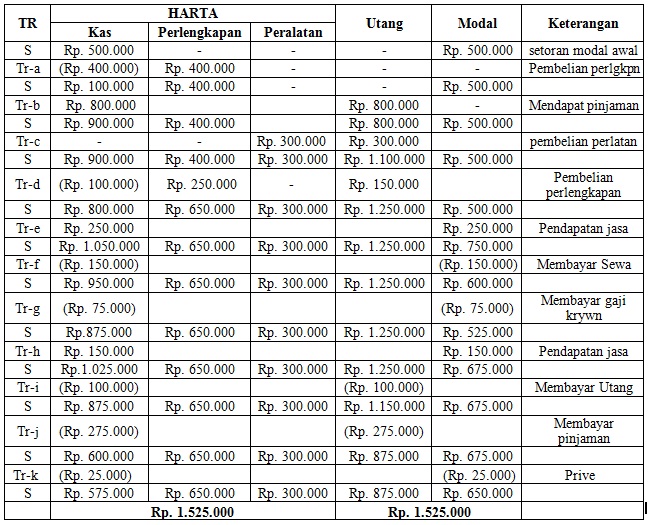 TR HARTA Utang Modal Keterangan
Kas Perlengkapan Peralatan
S Rp. 500.000 - - - Rp. 500.000 setoran modal awal
Tr-a (Rp. 400.000) Rp. 400.000 - - - Pembelian perlgkpn
S Rp. 100.000 Rp. 400.000 - - Rp. 500.000
Tr-b Rp. 800.000 Rp. 800.000 - Mendapat pinjaman
S Rp. 900.000 Rp. 400.000 Rp. 800.000 Rp. 500.000
Tr-c - - Rp. 300.000 Rp. 300.000 pembelian perlatan
S Rp. 900.000 Rp. 400.000 Rp. 300.000 Rp. 1.100.000 Rp. 500.000
Tr-d (Rp. 100.000) Rp. 250.000 - Rp. 150.000 Pembelian
perlengkapan
S Rp. 800.000 Rp. 650.000 Rp. 300.000 Rp. 1.250.000 Rp. 500.000
Tr-e Rp. 250.000 Rp. 250.000 Pendapatan jasa
S Rp. 1.050.000 Rp. 650.000 Rp. 300.000 Rp. 1.250.000 Rp. 750.000
Tr-f (Rp. 150.000) (Rp. 150.000) Membayar Sewa
S Rp. 950.000 Rp. 650.000 Rp. 300.000 Rp. 1.250.000 Rp. 600.000
Tr-g (Rp. 75.000) (Rp. 75.000) Membayar gaji
krywn
S Rp.875.000 Rp. 650.000 Rp. 300.000 Rp. 1.250.000 Rp. 525.000
Tr-h Rp. 150.000 Rp. 150.000 Pendapatan jasa
S Rp.1.025.000 Rp. 650.000 Rp. 300.000 Rp. 1.250.000 Rp. 675.000
Tr-i (Rp. 100.000) (Rp. 100.000) Membayar Utang
S Rp. 875.000 Rp. 650.000 Rp. 300.000 Rp. 1.150.000 Rp. 675.000
Tr-j (Rp. 275.000) (Rp. 275.000) Membayar
pinjaman
S Rp. 600.000 Rp. 650.000 Rp. 300.000 Rp. 875.000 Rp. 675.000
Tr-k (Rp. 25.000) (Rp. 25.000) Prive
S Rp. 575.000 Rp. 650.000 Rp. 300.000 Rp. 875.000 Rp. 650.000
Rp. 1.525.000 Rp. 1.525.000